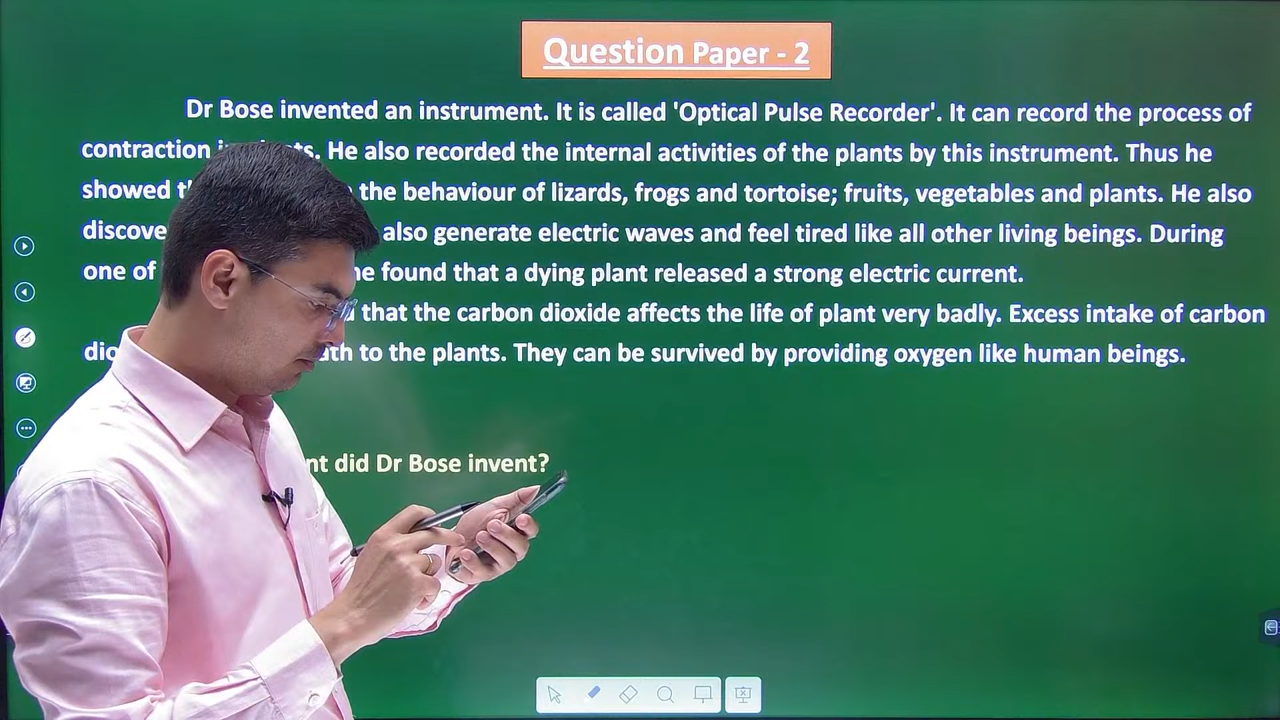 Question Paper - 2
Dr Bose invented an instrument. It is called 'Optical Pulse Recorder'. It can record the process of
contraction in plants. He also recorded the internal activities of the plants by this instrument. Thus he
showed the behaviour of lizards, frogs and tortoise; fruits, vegetables and plants. He also
also generate electric waves and feel tired like all other living beings. During
one of he found that a dying plant released a strong electric current.
that the carbon dioxide affects the life of plant very badly. Excess intake of carbon
to the plants. They can be survived by providing oxygen like human beings.
did Dr Bose invent?